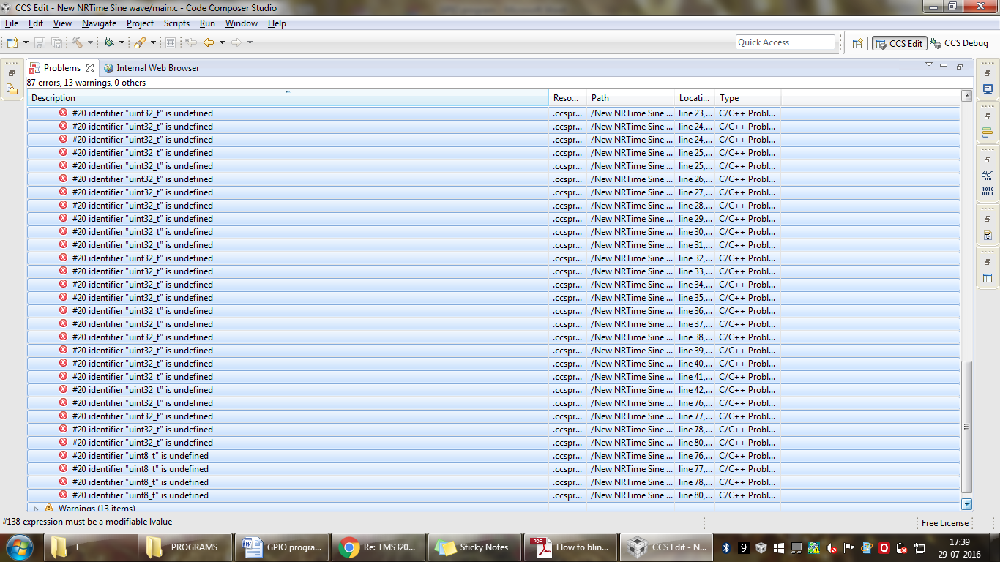 CCS Edit - New NRTime Sine wave/main.c - Code Composer Studio
File Edit View Navigate Project Scripts Run Window Help
Quick Access CCS Edit CCS Debug
Problems Internal Web Browser
87 errors, 13 warnings, 0 others
Description Reso... Path Locati... Type
#20 identifier "uint32_t" is undefined .ccspr... /New NRTime Sine ... line 23,... C/C++ Probl...
#20 identifier "uint32_t" is undefined .ccspr... /New NRTime Sine ... line 24,... C/C++ Probl...
#20 identifier "uint32_t" is undefined .ccspr... /New NRTime Sine ... line 24,... C/C++ Probl...
#20 identifier "uint32_t" is undefined .ccspr... /New NRTime Sine ... line 25,... C/C++ Probl...
#20 identifier "uint32_t" is undefined .ccspr... /New NRTime Sine ... line 25,... C/C++ Probl...
#20 identifier "uint32_t" is undefined .ccspr... /New NRTime Sine ... line 26,... C/C++ Probl...
#20 identifier "uint32_t" is undefined .ccspr... /New NRTime Sine ... line 27,... C/C++ Probl...
#20 identifier "uint32_t" is undefined .ccspr... /New NRTime Sine ... line 28,... C/C++ Probl...
#20 identifier "uint32_t" is undefined .ccspr... /New NRTime Sine ... line 29,... C/C++ Probl...
#20 identifier "uint32_t" is undefined .ccspr... /New NRTime Sine ... line 30,... C/C++ Probl...
#20 identifier "uint32_t" is undefined .ccspr... /New NRTime Sine ... line 31,... C/C++ Probl...
#20 identifier "uint32_t" is undefined .ccspr... /New NRTime Sine ... line 32,... C/C++ Probl...
#20 identifier "uint32_t" is undefined .ccspr... /New NRTime Sine ... line 33,... C/C++ Probl...
#20 identifier "uint32_t" is undefined .ccspr... /New NRTime Sine ... line 34,... C/C++ Probl...
#20 identifier "uint32_t" is undefined .ccspr... /New NRTime Sine ... line 35,... C/C++ Probl...
#20 identifier "uint32_t" is undefined .ccspr... /New NRTime Sine ... line 36,... C/C++ Probl...
#20 identifier "uint32_t" is undefined .ccspr... /New NRTime Sine ... line 37,... C/C++ Probl...
#20 identifier "uint32_t" is undefined .ccspr... /New NRTime Sine ... line 38,... C/C++ Probl...
#20 identifier "uint32_t" is undefined .ccspr... /New NRTime Sine ... line 39,... C/C++ Probl...
#20 identifier "uint32_t" is undefined .ccspr... /New NRTime Sine ... line 40,... C/C++ Probl...
#20 identifier "uint32_t" is undefined .ccspr... /New NRTime Sine ... line 41,... C/C++ Probl...
#20 identifier "uint32_t" is undefined .ccspr... /New NRTime Sine ... line 42,... C/C++ Probl...
#20 identifier "uint32_t" is undefined .ccspr... /New NRTime Sine ... line 76,... C/C++ Probl...
#20 identifier "uint32_t" is undefined .ccspr... /New NRTime Sine ... line 77,... C/C++ Probl...
#20 identifier "uint32_t" is undefined .ccspr... /New NRTime Sine ... line 78,... C/C++ Probl...
#20 identifier "uint32_t" is undefined .ccspr... /New NRTime Sine ... line 80,... C/C++ Probl...
#20 identifier "uint8_t" is undefined .ccspr... /New NRTime Sine ... line 76,... C/C++ Probl...
#20 identifier "uint8_t" is undefined .ccspr... /New NRTime Sine ... line 77,... C/C++ Probl...
#20 identifier "uint8_t" is undefined .ccspr... /New NRTime Sine ... line 78,... C/C++ Probl...
#20 identifier "uint8_t" is undefined .ccspr... /New NRTime Sine ... line 80,... C/C++ Probl...
Warnings (13 items)
#138 expression must be a modifiable lvalue Free License
E PROGRAMS GPIO progra... Re: TMS320... Sticky Notes How to blin... CCS Edit - N... 17:39
29-07-2016